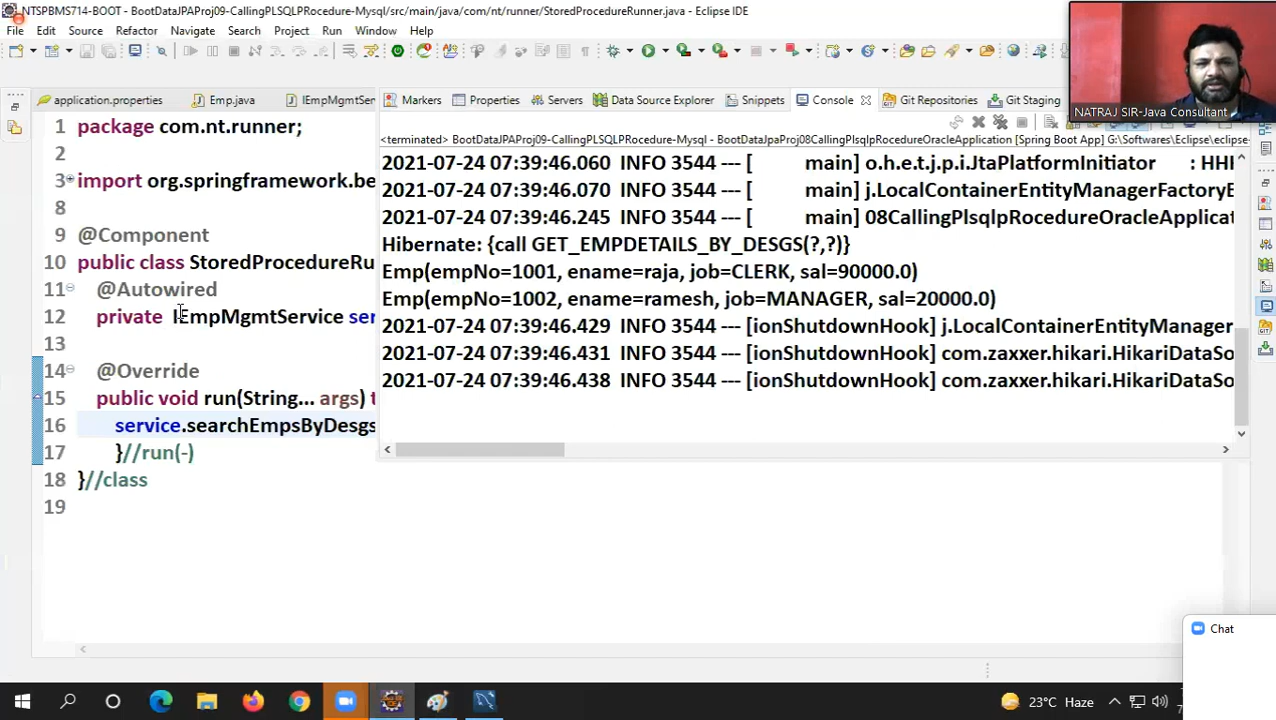 NTSPBMS714-BOOT - BootDataJPAProj09-CallingPLSQLPRocedure-Mysql/src/main/java/com/nt/runner/StoredProcedureRunner.java - Eclipse IDE
File Edit Source Refactor Navigate Search Project Run Window Help
NATRAJ SIR-Java Consultant
application.properties Emp.java IEmpMgmtSer Markers Properties Servers Data Source Explorer Snippets Console Git Repositories Git Staging
<terminated> BootDataJPAProj09-CallingPLSQLPRocedure-Mysql - BootDataJpaProj08CallingPlsqlpRocedureOracleApplication [Spring Boot App] G:\Softwares\Eclipse\eclipse
1 package com.nt.runner;
2
3 import org.springframework.be
8
9 @Component
10 public class StoredProcedureRu
11 @Autowired
12 private IEmpMgmtService ser
13
14 @Override
15 public void run(String... args) t
16 service.searchEmpsByDesgs
17 }//run(-)
18 }//class
19
2021-07-24 07:39:46.060 INFO 3544 --- [ main] o.h.e.t.j.p.i.JtaPlatformInitiator : HHH
2021-07-24 07:39:46.070 INFO 3544 --- [ main] j.LocalContainerEntityManagerFactoryE
2021-07-24 07:39:46.245 INFO 3544 --- [ main] 08CallingPlsqlpRocedureOracleApplicat
Hibernate: {call GET_EMPDETAILS_BY_DESGS(?,?)}
Emp(empNo=1001, ename=raja, job=CLERK, sal=90000.0)
Emp(empNo=1002, ename=ramesh, job=MANAGER, sal=20000.0)
2021-07-24 07:39:46.429 INFO 3544 --- [ionShutdownHook] j.LocalContainerEntityManager
2021-07-24 07:39:46.431 INFO 3544 --- [ionShutdownHook] com.zaxxer.hikari.HikariDataSo
2021-07-24 07:39:46.438 INFO 3544 --- [ionShutdownHook] com.zaxxer.hikari.HikariDataSo
Chat
23°C Haze